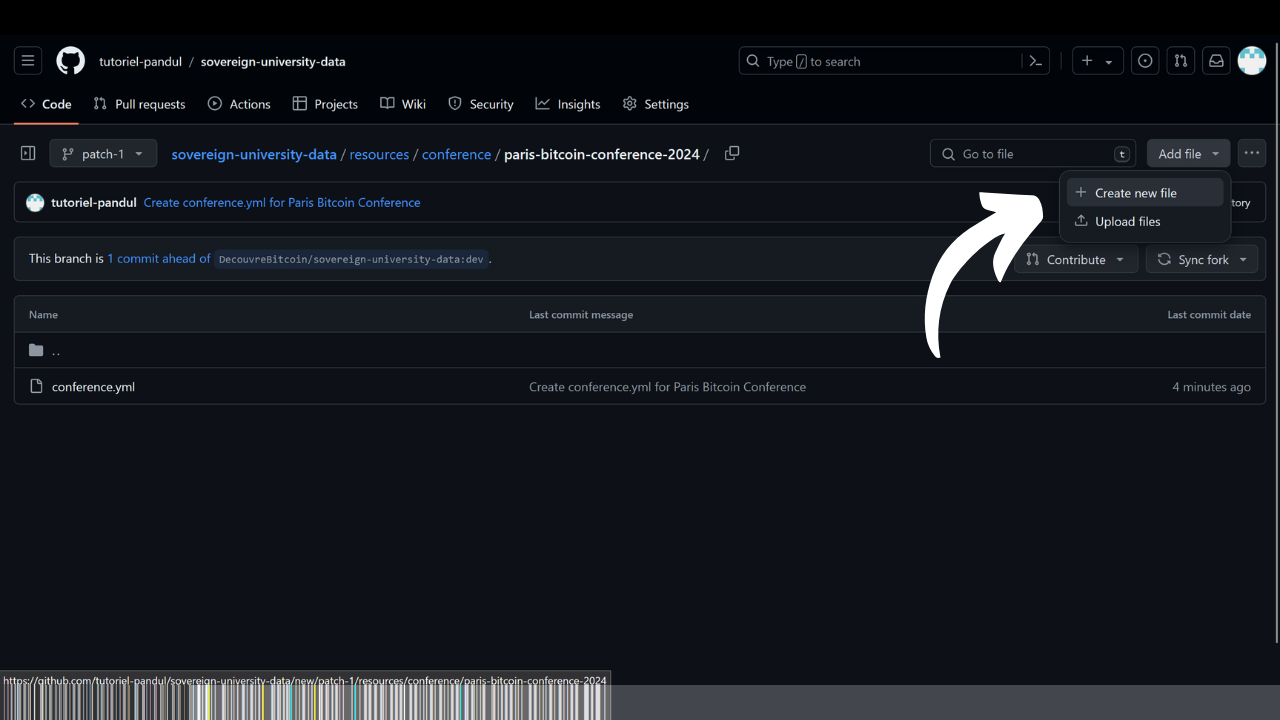 tutoriel-pandul / sovereign-university-data
Type / to search
Code Pull requests Actions Projects Wiki Security Insights Settings
patch-1 sovereign-university-data / resources / conference / paris-bitcoin-conference-2024 / Go to file t Add file
Create new file
Upload files
tutoriel-pandul Create conference.yml for Paris Bitcoin Conference tory
This branch is 1 commit ahead of DecouvreBitcoin/sovereign-university-data:dev. Contribute Sync fork
Name Last commit message Last commit date
..
conference.yml Create conference.yml for Paris Bitcoin Conference 4 minutes ago
https://github.com/tutoriel-pandul/sovereign-university-data/new/patch-1/resources/conference/paris-bitcoin-conference-2024